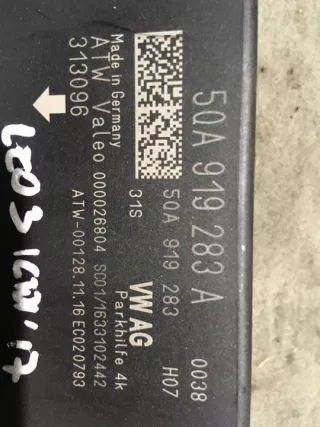 50A 919 283 A
0038
50A 919 283
H07
31S
VW AG
Parkhilfe 4k
Made in Germany
ATW Valeo 000026804 SC01/1633102442
313096
ATW-00128.11.16 EC020793